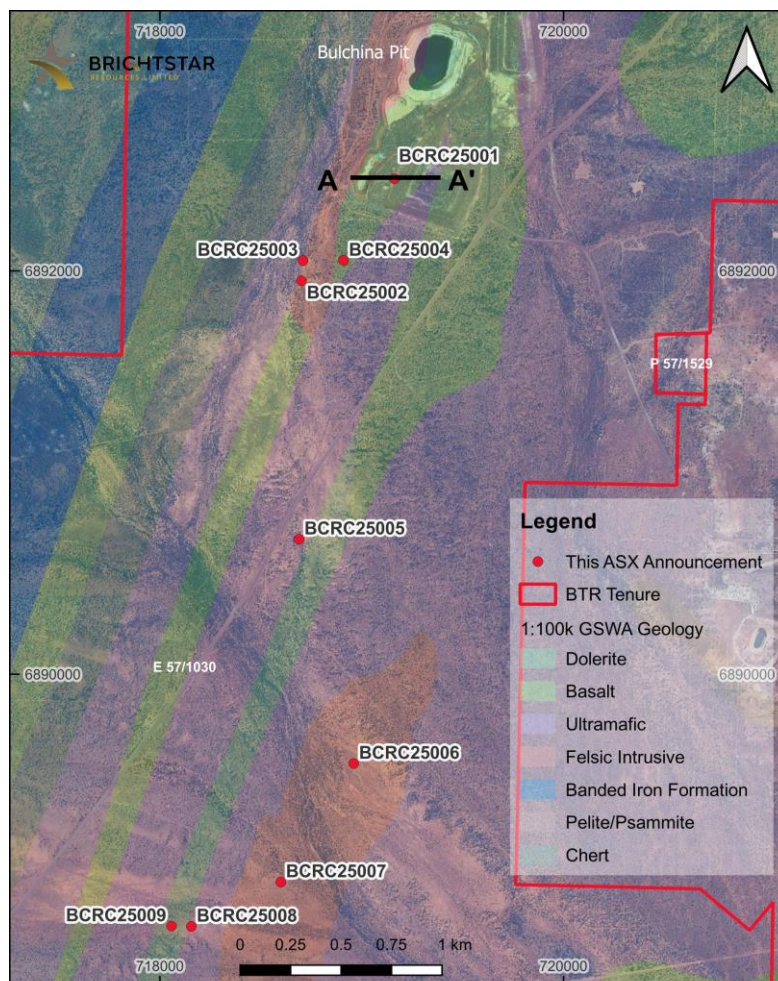 718000
720000
BRICHTSTAR
RESOURCES LIMITED
Bulchina Pit
BCRC25001
A
A'
BCRC25003
BCRC25004
6892000
6892000
BCRC25002
P 57/1529
Legend
BCRC25005
This ASX Announcement
BTR Tenure
1:100k GSWA Geology
Dolerite
E 57/1030
6890000
6890000
Basalt
Ultramafic
Felsic Intrusive
BCRC25006
Banded Iron Formation
Pelite/Psammite
Chert
BCRC25007
BCRC25009
BCRC25008
0 0.25 0.5 0.75 1 km
718000
720000